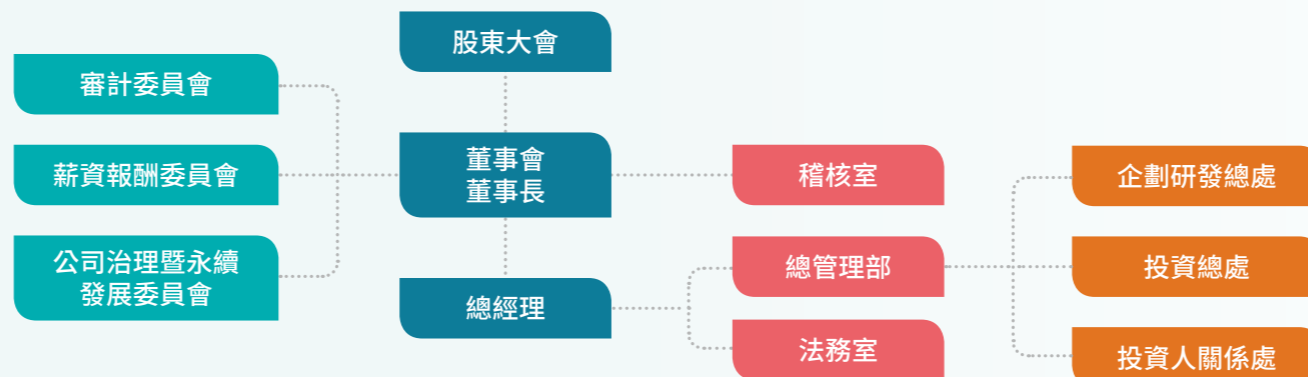 股東大會
審計委員會
薪資報酬委員會
公司治理暨永續
發展委員會
董事會
董事長
總經理
稽核室
總管理部
法務室
企劃研發總處
投資總處
投資人關係處